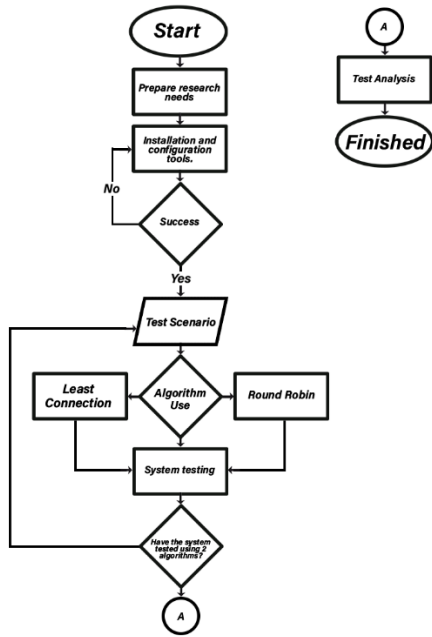 Start
Prepare research
needs
Installation and
configuration
tools.
No
Success
Yes
Test Scenario
Least
Connection
Algorithm
Use
Round Robin
System testing
Have the system
tested using 2
algorithms?
A
A
Test Analysis
Finished